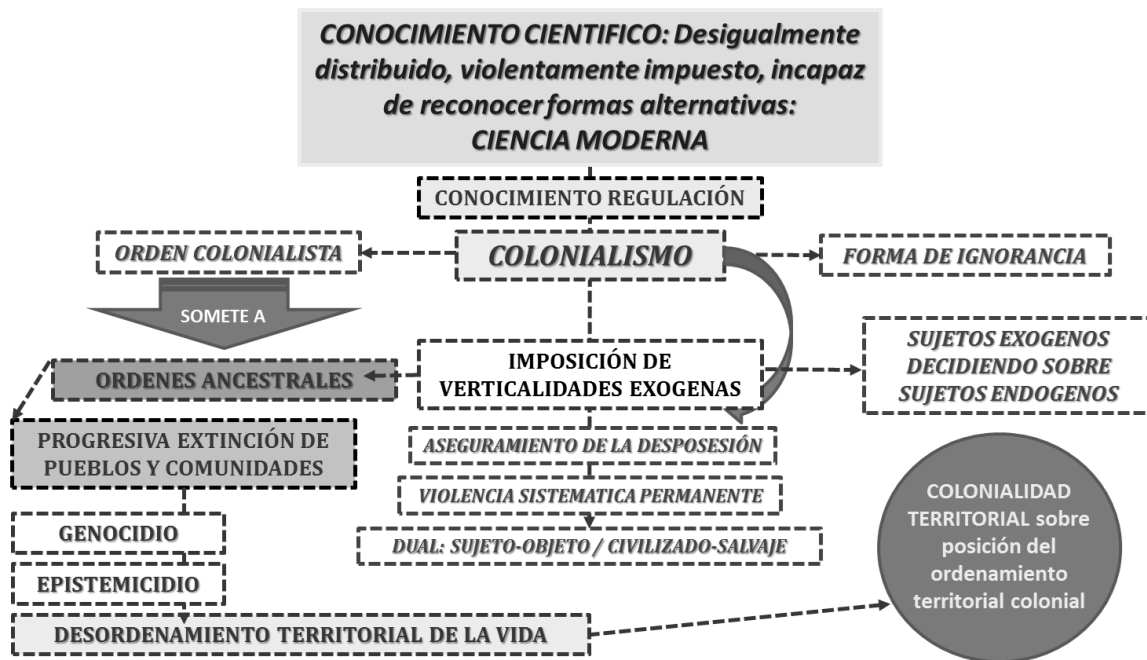 CONOCIMIENTO CIENTIFICO: Desigualmente
distribuido, violentamente impuesto, incapaz
de reconocer formas alternativas:
CIENCIA MODERNA
CONOCIMIENTO REGULACIÓN
ORDEN COLONIALISTA
COLONIALISMO
FORMA DE IGNORANCIA
SOMETE A
ORDENES ANCESTRALES
IMPOSICIÓN DE
VERTICALIDADES EXOGENAS
SUJETOS EXOGENOS
DECIDIENDO SOBRE
SUJETOS ENDOGENOS
PROGRESIVA EXTINCIÓN DE
PUEBLOS Y COMUNIDADES
ASEGURAMIENTO DE LA DESPOSESIÓN
VIOLENCIA SISTEMATICA PERMANENTE
DUAL: SUJETO-OBJETO / CIVILIZADO-SALVAJE
GENOCIDIO
EPISTEMICIDIO
DESORDENAMIENTO TERRITORIAL DE LA VIDA
COLONIALIDAD
TERRITORIAL sobre
posición del
ordenamiento
territorial colonial